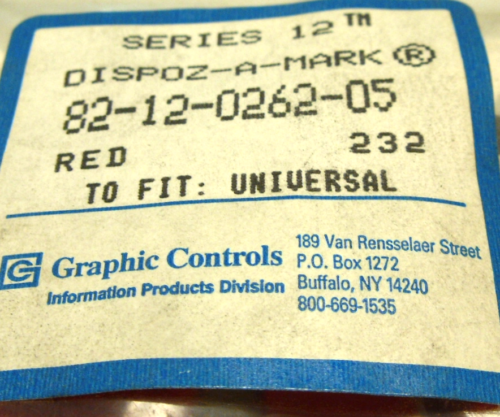 SERIES 12™
DISPOZ-A-MARK®
82-12-0262-05
RED 232
TO FIT: UNIVERSAL
G Graphic Controls
Information Products Division
189 Van Rensselaer Street
P.O. Box 1272
Buffalo, NY 14240
800-669-1535